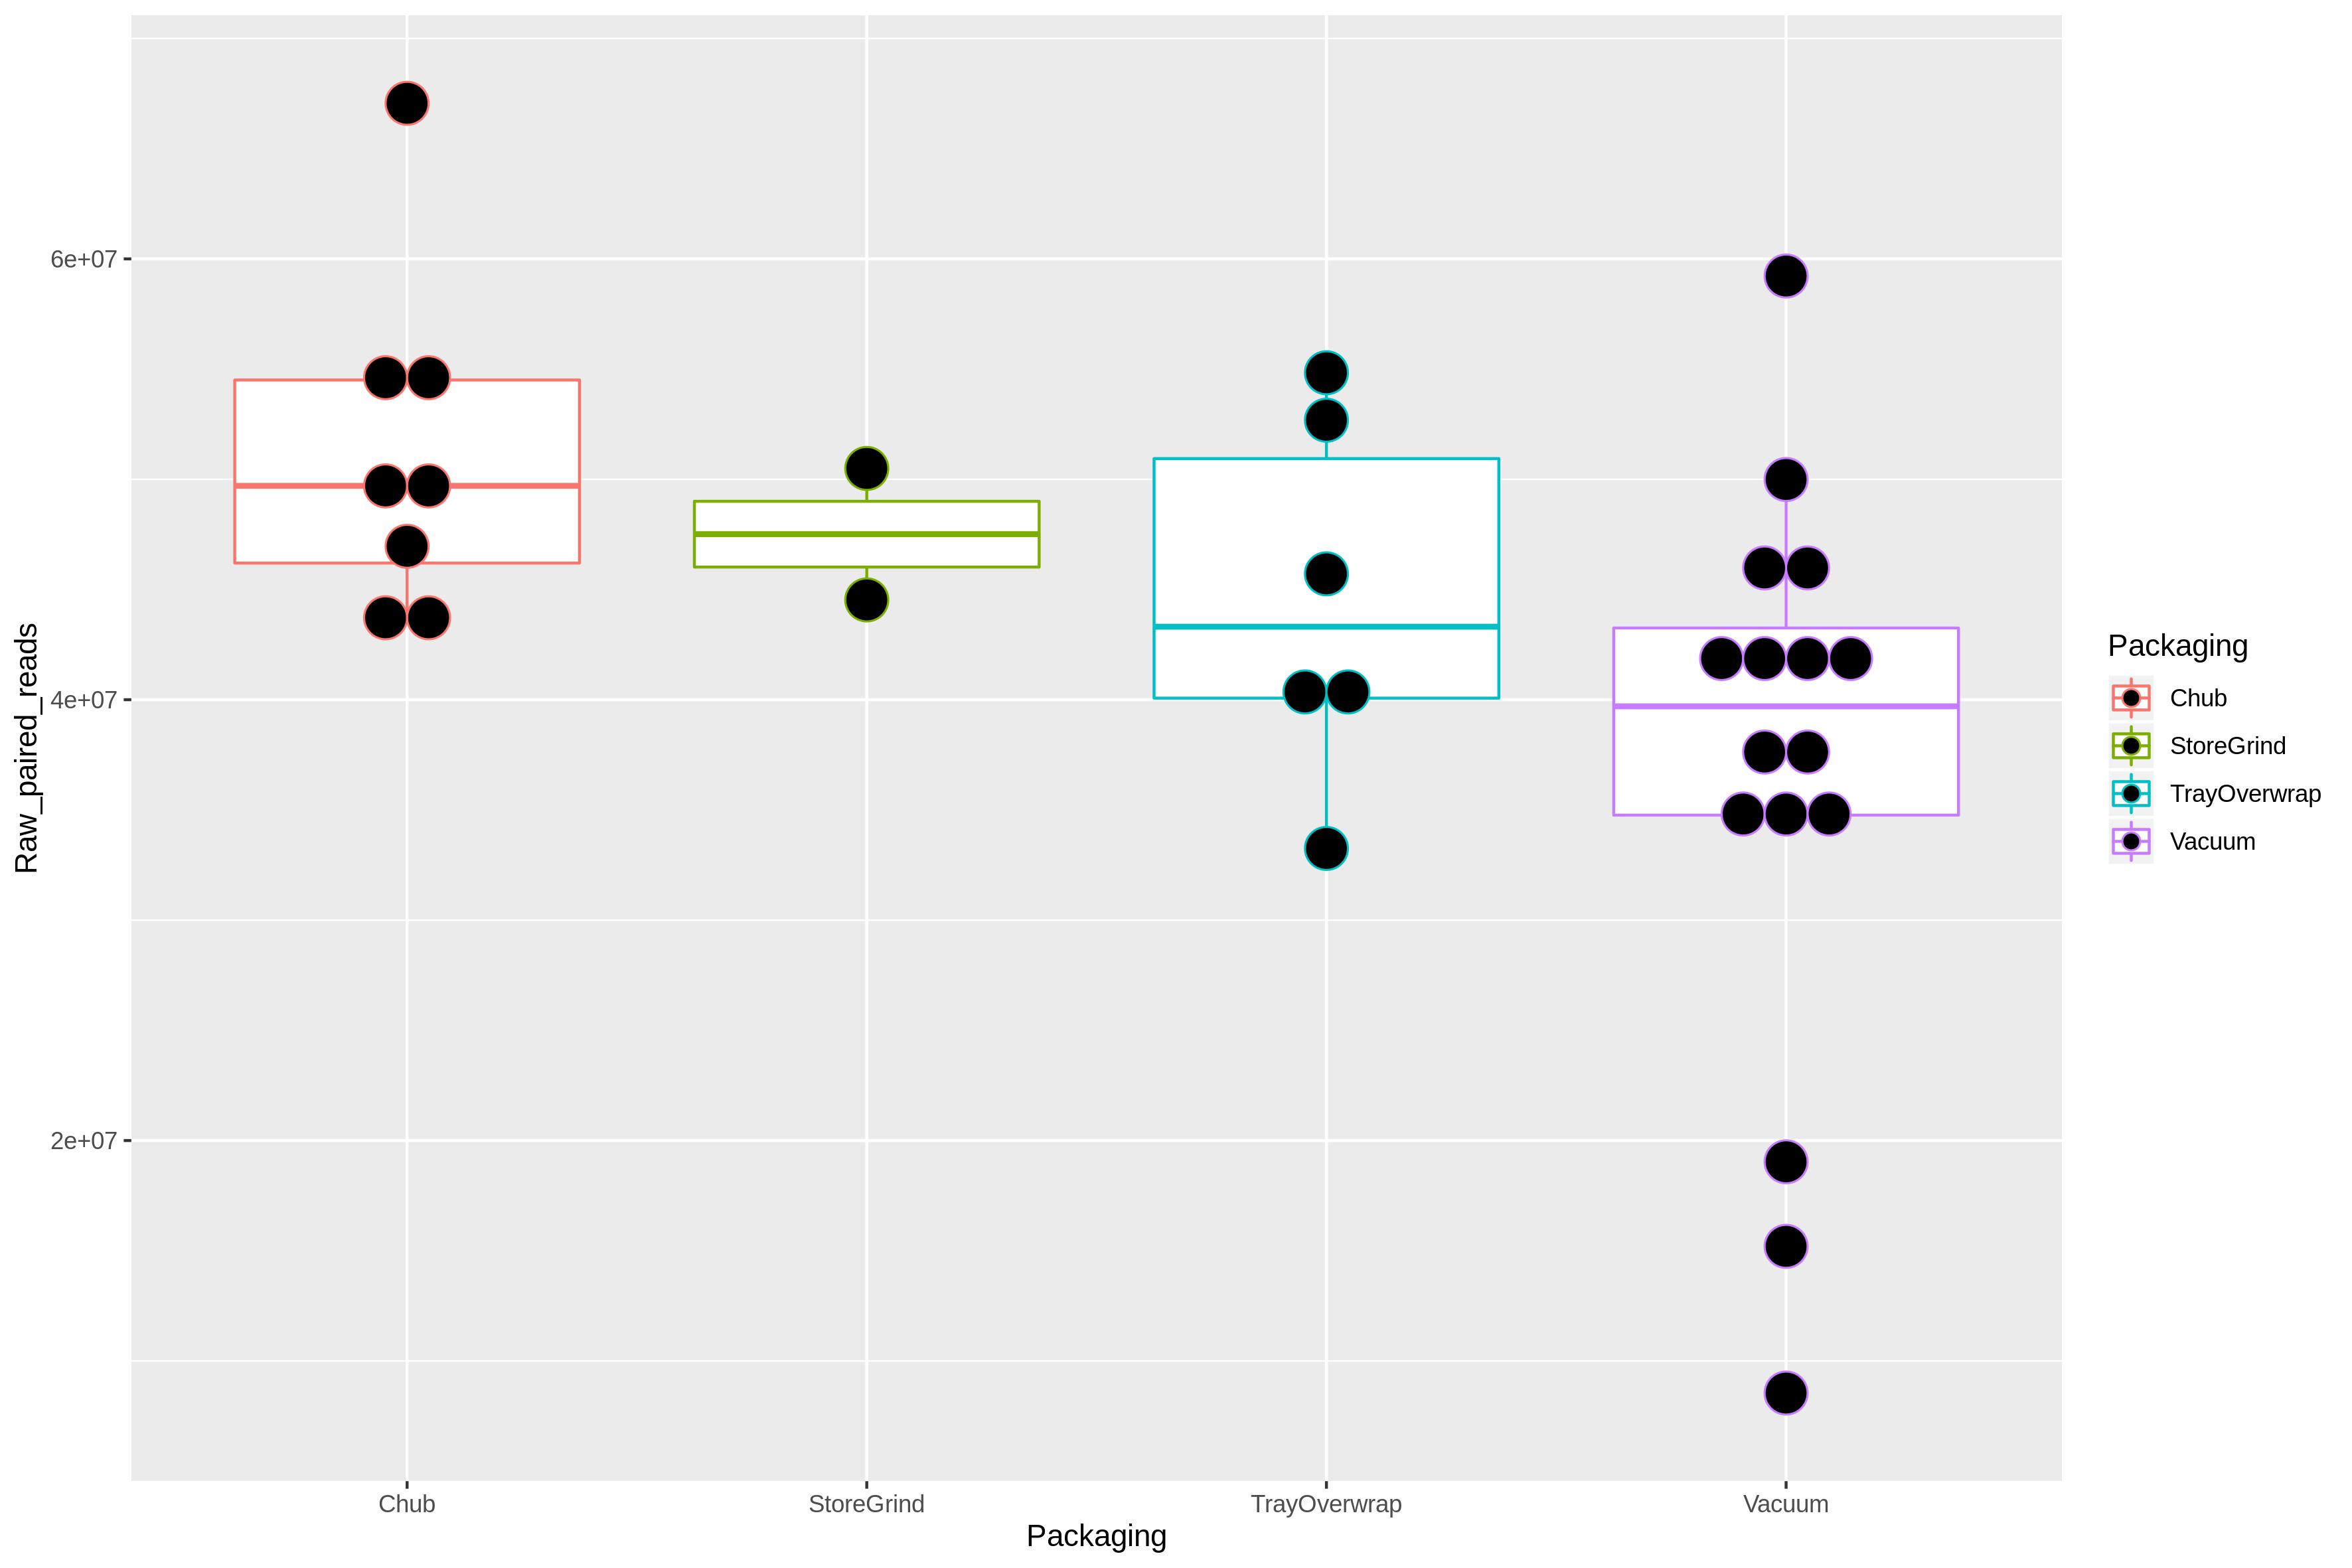 Raw_paired_reads
6e+07
4e+07
2e+07
Chub
StoreGrind
TrayOverwrap
Vacuum
Packaging
Packaging
Chub
StoreGrind
TrayOverwrap
Vacuum